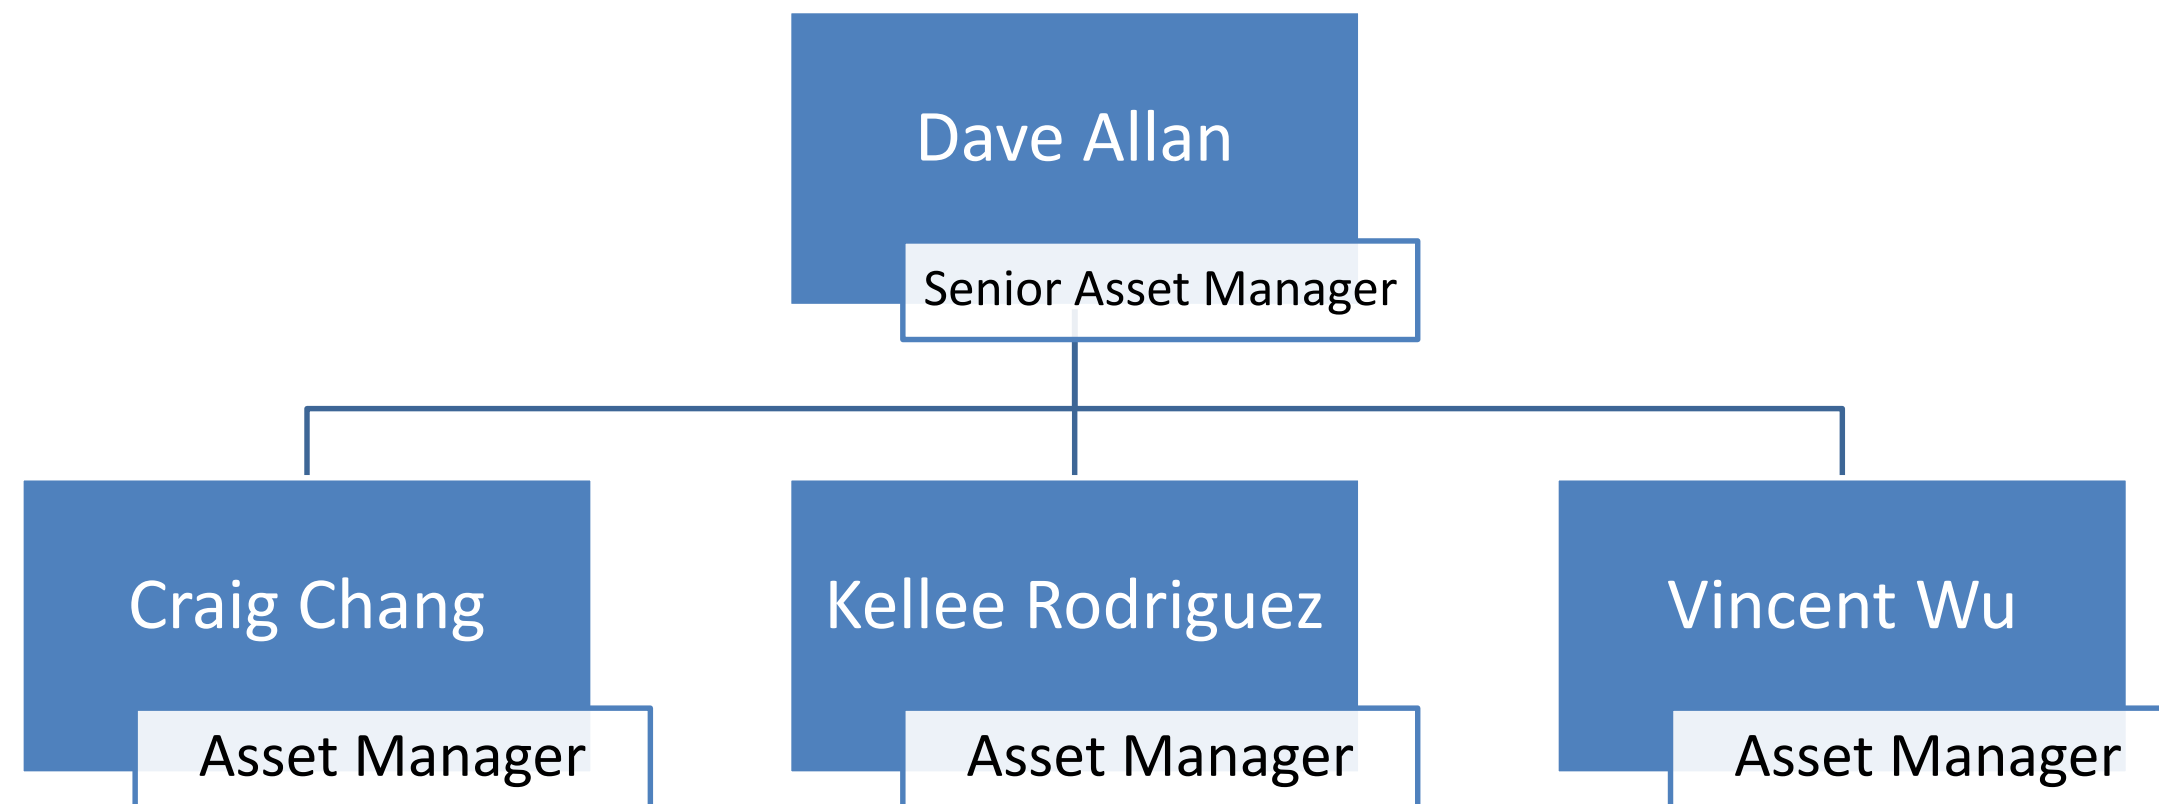 Dave Allan
Senior Asset Manager
Craig Chang
Kellee Rodriguez
Vincent Wu
Asset Manager
Asset Manager
Asset Manager